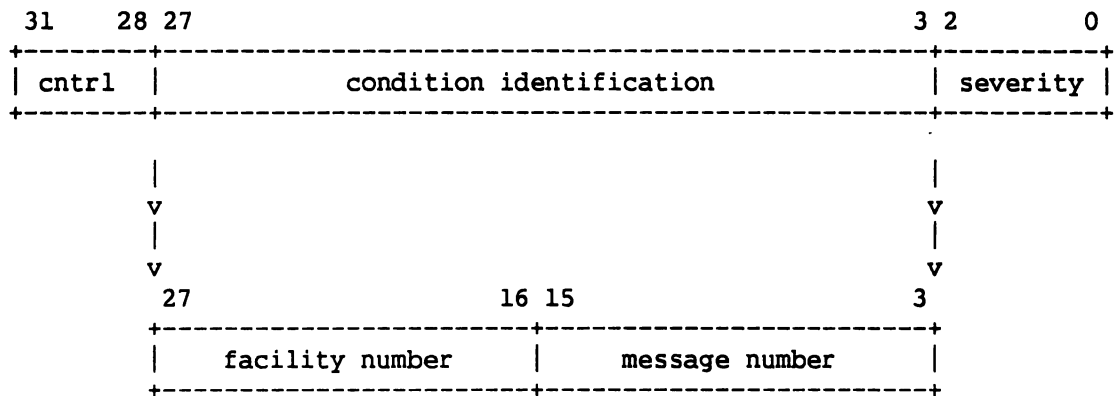 31 28 27 3 2 0
+---------+--------------------------------------------------+-----------+
| cntrl | condition identification | severity |
+---------+--------------------------------------------------+-----------+
| |
v v
| |
v v
27 16 15 3
+------------------------+-------------------------+
| facility number | message number |
+------------------------+-------------------------+